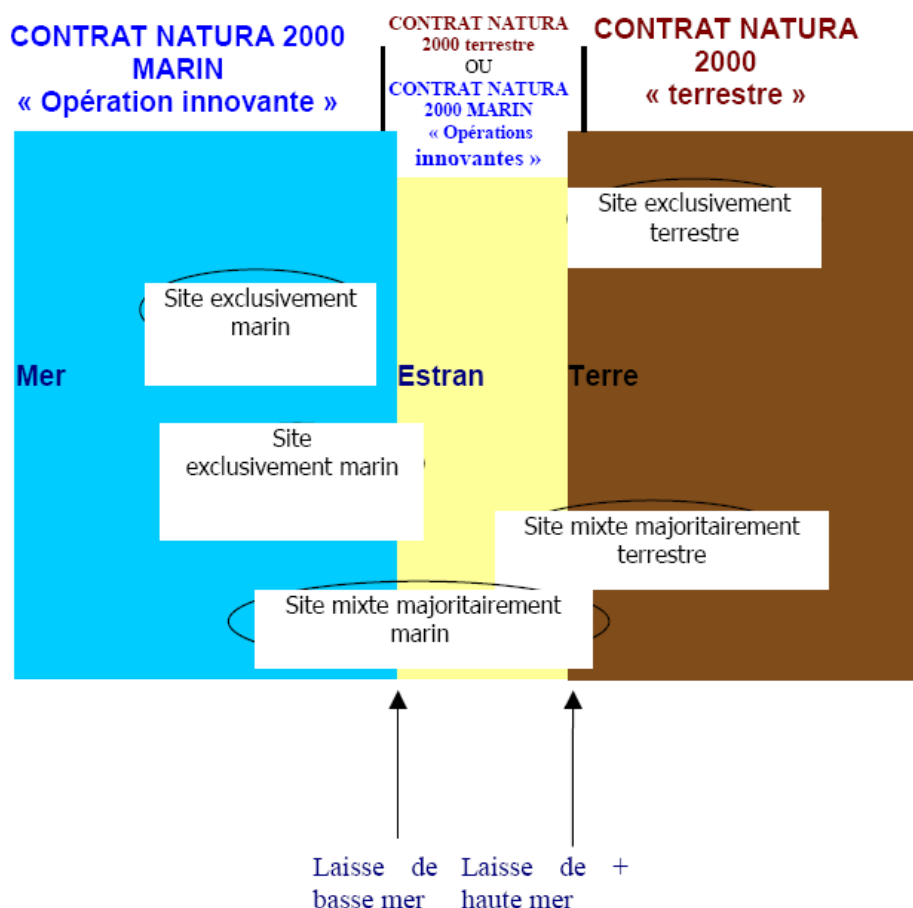 CONTRAT NATURA 2000
MARIN
« Opération innovante »
CONTRAT NATURA
2000 terrestre
OU
CONTRAT NATURA
2000 MARIN
« Opérations
innovantes »
CONTRAT NATURA
2000
« terrestre »
Site exclusivement
terrestre
Site exclusivement
marin
Mer
Estran
Terre
Site
exclusivement marin
Site mixte majoritairement
terrestre
Site mixte majoritairement
marin
Laisse de
basse mer
Laisse de +
haute mer